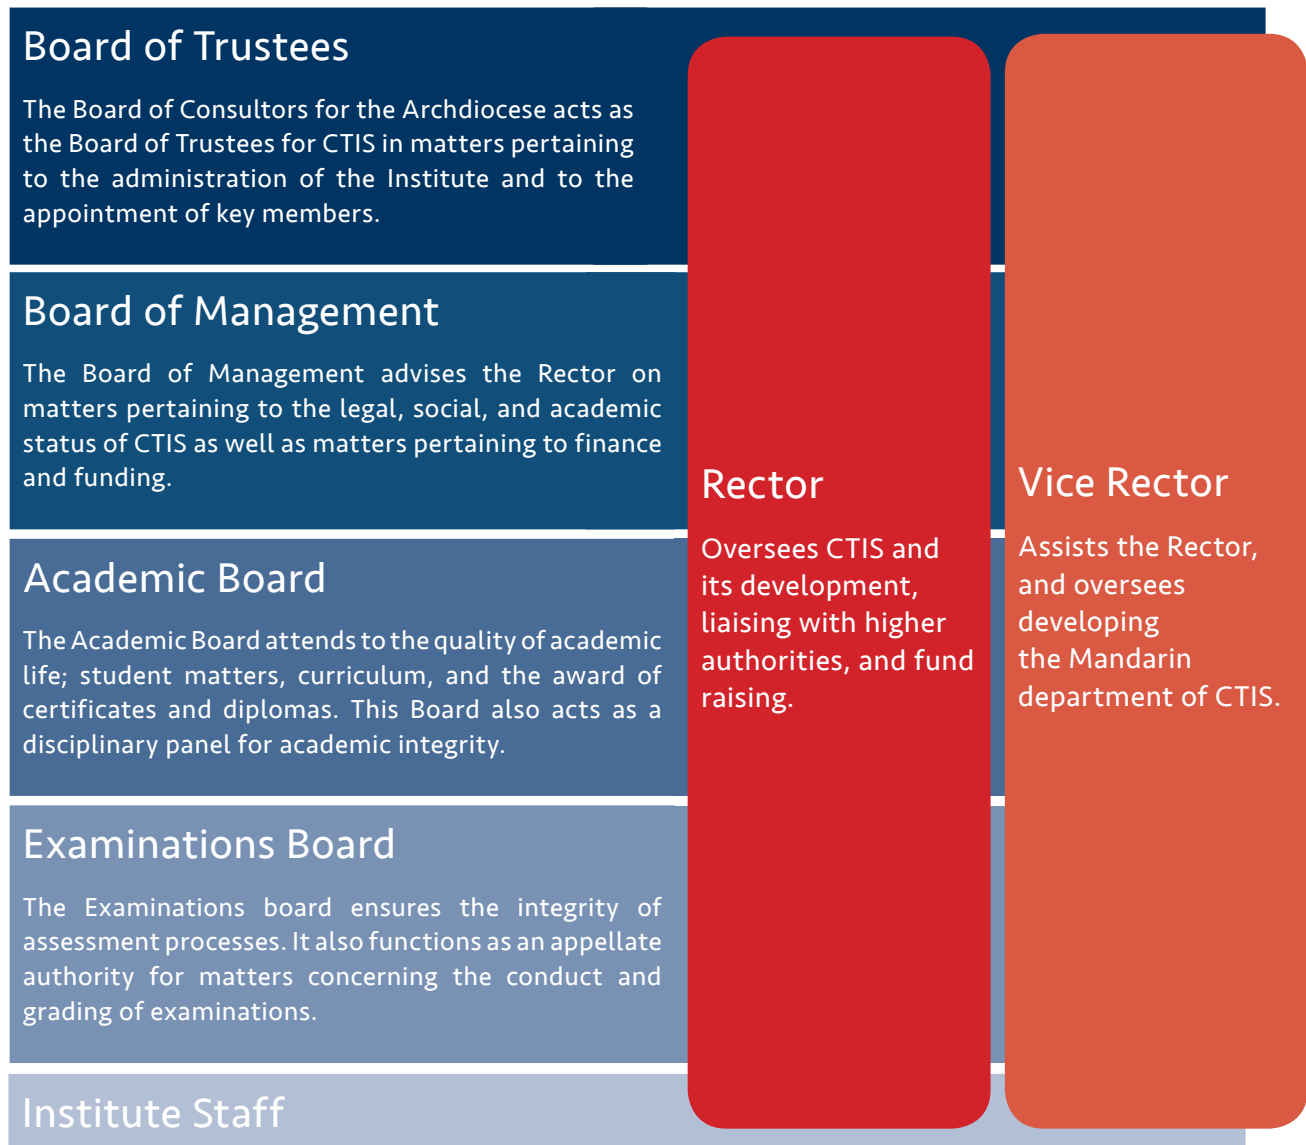 Board of Trustees
The Board of Consultors for the Archdiocese acts as
the Board of Trustees for CTIS in matters pertaining
to the administration of the Institute and to the
appointment of key members.
Board of Management
The Board of Management advises the Rector on
matters pertaining to the legal, social, and academic
status of CTIS as well as matters pertaining to finance
and funding.
Academic Board
The Academic Board attends to the quality of academic
life; student matters, curriculum, and the award of
certificates and diplomas. This Board also acts as a
disciplinary panel for academic integrity.
Examinations Board
The Examinations board ensures the integrity of
assessment processes. It also functions as an appellate
authority for matters concerning the conduct and
grading of examinations.
Institute Staff
Rector
Oversees CTIS and
its development,
liaising with higher
authorities, and fund
raising.
Vice Rector
Assists the Rector,
and oversees
developing
the Mandarin
department of CTIS.